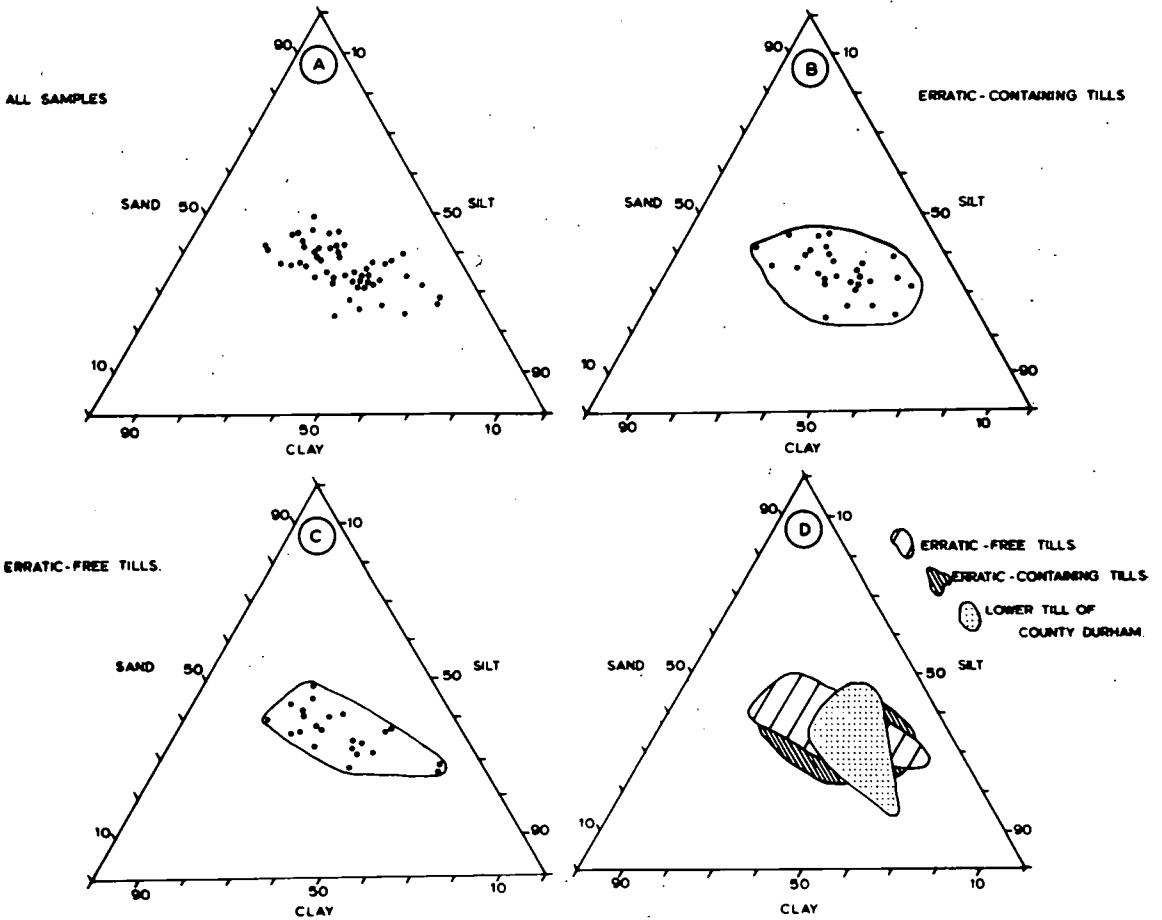 90 10
A
ALL SAMPLES
SAND 50 50 SILT
10 90
90 50 10
CLAY
90 10
B
ERRATIC-CONTAINING TILLS
SAND 50 50 SILT
10 90
90 50 10
CLAY
90 10
C
ERRATIC-FREE TILLS.
SAND 50 50 SILT
10 90
90 50 10
CLAY
90 10
D
ERRATIC-FREE TILLS
ERRATIC-CONTAINING TILLS
LOWER TILL OF
COUNTY DURHAM.
SAND 50 50 SILT
10 90
90 50 10
CLAY